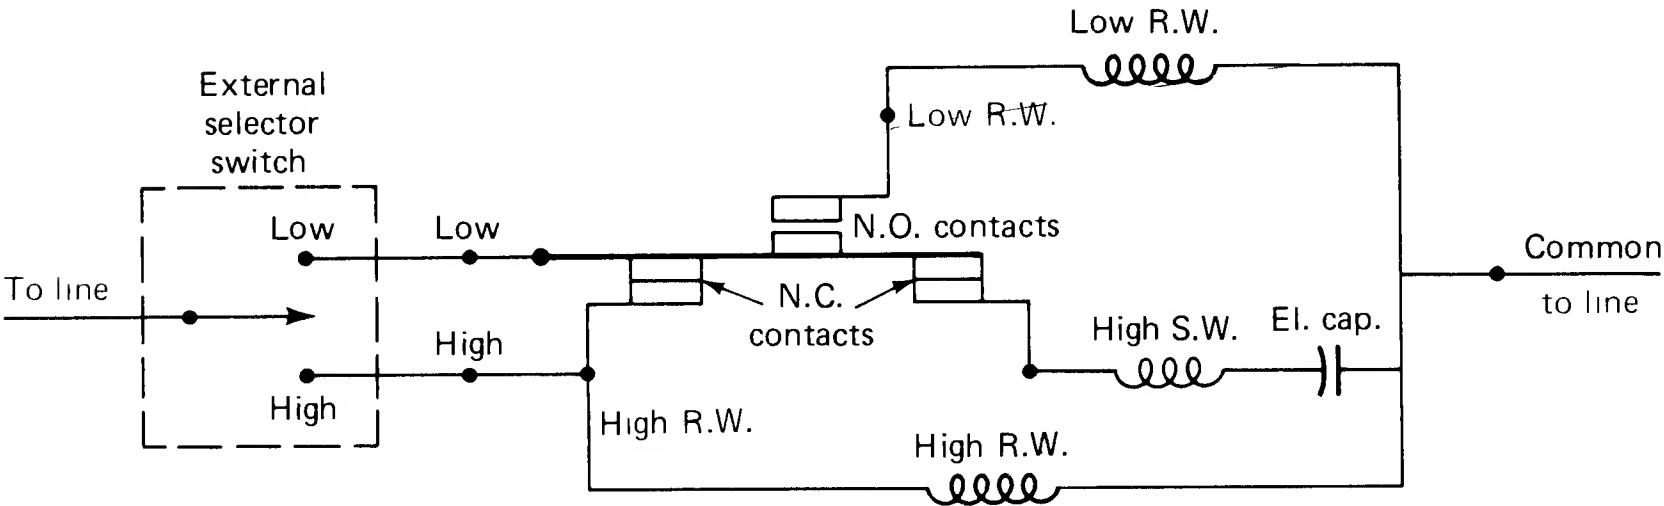 Low R.W.
External
selector
switch
Low R.W.
Low
Low
N.O. contacts
Common
To line
N.C.
contacts
to line
High
High S.W.
El. cap.
High
High R.W.
High R.W.